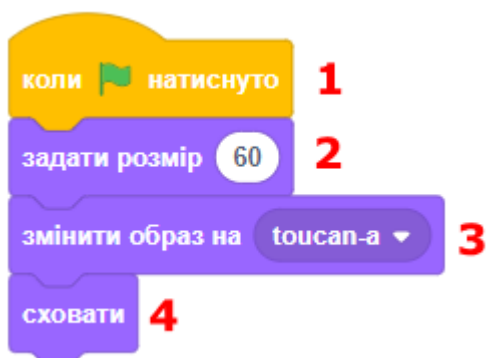 коли натиснуто 1
задати розмір 60 2
змінити образ на toucan-a 3
сховати 4